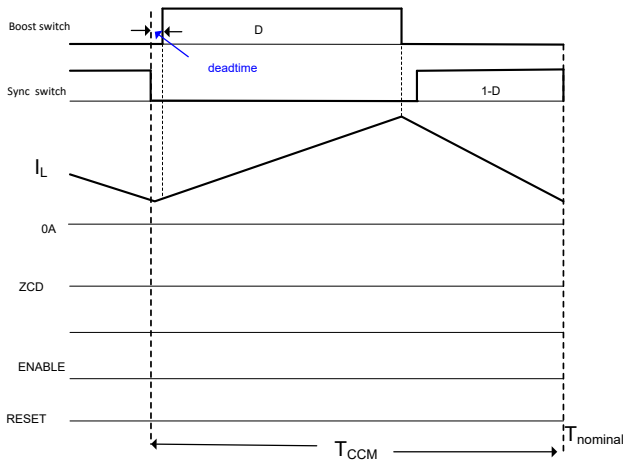 Boost switch
D
deadtime
Sync switch
1-D
IL
0A
ZCD
ENABLE
RESET
Tnominal
TCCM